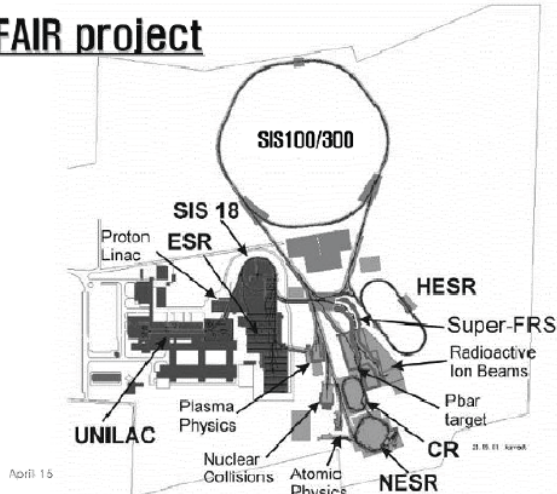 FAIR project
SIS100/300
SIS 18
Proton
Linac
ESR
HESR
Super-FRS
Radioactive
Ion Beams
Plasma
Physics
Pbar
target
UNILAC
CR
Nuclear
Collisions
Atomic
Physics
NESR
April 15